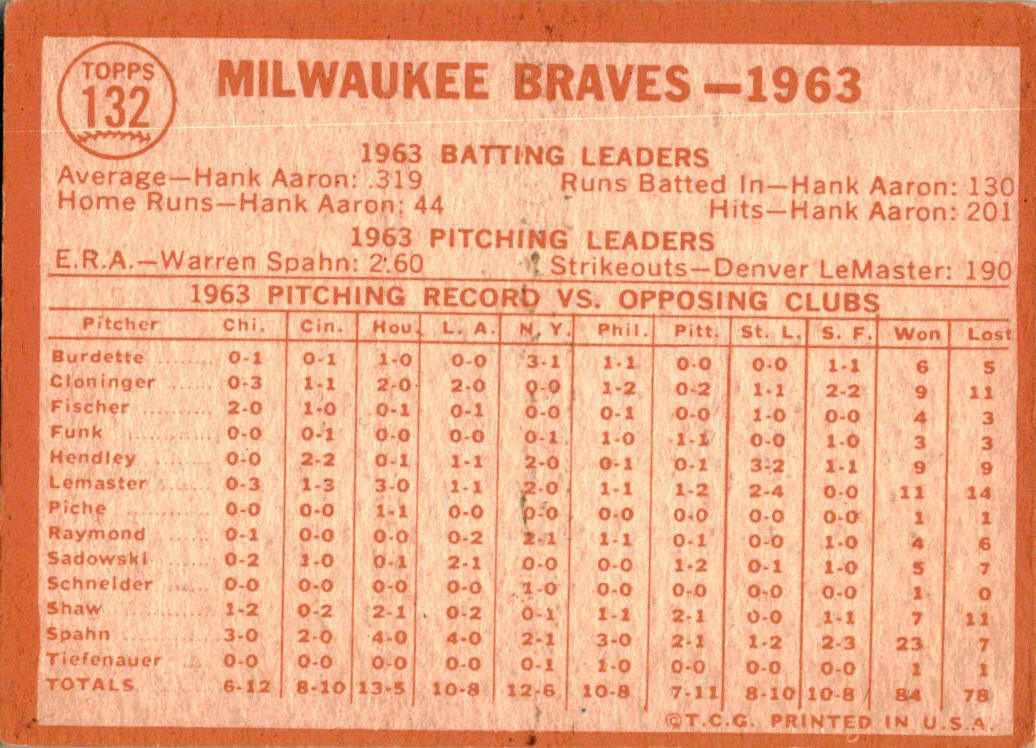 TOPPS
132
MILWAUKEE BRAVES—1963
1963 BATTING LEADERS
Average—Hank Aaron: .319 Runs Batted In—Hank Aaron: 130
Home Runs—Hank Aaron: 44 Hits—Hank Aaron: 201
1963 PITCHING LEADERS
E.R.A.—Warren Spahn: 2.60 Strikeouts—Denver LeMaster: 190
1963 PITCHING RECORD VS. OPPOSING CLUBS
Pitcher Chi. Cin. Hou. L. A. N. Y. Phil. Pitt. St. L. S. F. Won Lost
Burdette 0-1 0-1 1-0 0-0 3-1 1-1 0-0 0-0 1-1 6 5
Cloninger 0-3 1-1 2-0 2-0 0-0 1-2 0-2 1-1 2-2 9 11
Fischer 2-0 1-0 0-1 0-1 0-0 0-1 0-0 1-0 0-0 4 3
Funk 0-0 0-1 0-0 0-0 0-1 1-0 1-1 0-0 1-0 3 3
Hendley 0-0 2-2 0-1 1-1 2-0 0-1 0-1 3-2 1-1 9 9
Lemaster 0-3 1-3 3-0 1-1 2-0 1-1 1-2 2-4 0-0 11 14
Piche 0-0 0-0 1-1 0-0 0-0 0-0 0-0 0-0 0-0 1 1
Raymond 0-1 0-0 0-0 0-2 2-1 1-1 0-1 0-0 1-0 4 6
Sadowski 0-2 1-0 0-1 2-1 0-0 0-0 1-2 0-1 1-0 5 7
Schnelder 0-0 0-0 0-0 0-0 1-0 0-0 0-0 0-0 0-0 1 0
Shaw 1-2 0-2 2-1 0-2 0-1 1-1 2-1 0-0 1-1 7 11
Spahn 3-0 2-0 4-0 4-0 2-1 3-0 2-1 1-2 2-3 23 7
Tiefenauer 0-0 0-0 0-0 0-0 0-1 1-0 0-0 0-0 0-0 1 1
TOTALS 6-12 8-10 13-5 10-8 12-6 10-8 7-11 8-10 10-8 84 78
©T.C.G. PRINTED IN U.S.A.